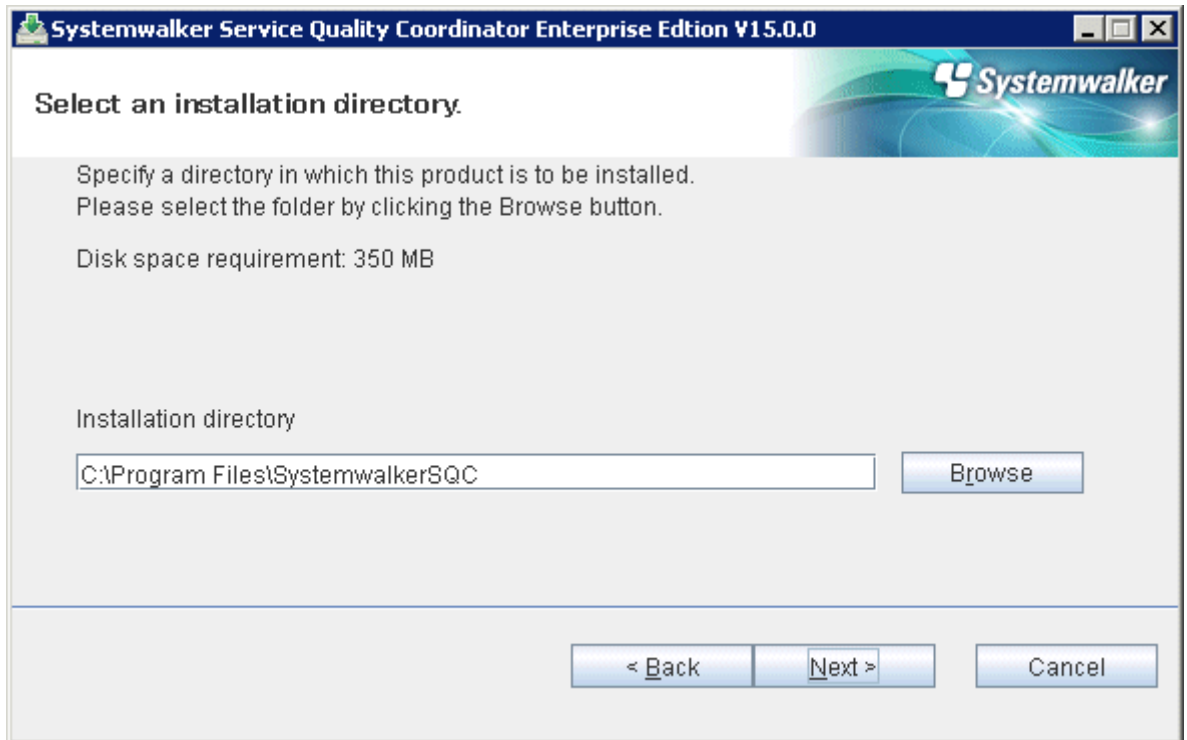 Systemwalker Service Quality Coordinator Enterprise Edtion V15.0.0
Systemwalker
Select an installation directory.
Specify a directory in which this product is to be installed.
Please select the folder by clicking the Browse button.
Disk space requirement: 350 MB
Installation directory
C:\Program Files\SystemwalkerSQC
Browse
< Back
Next >
Cancel